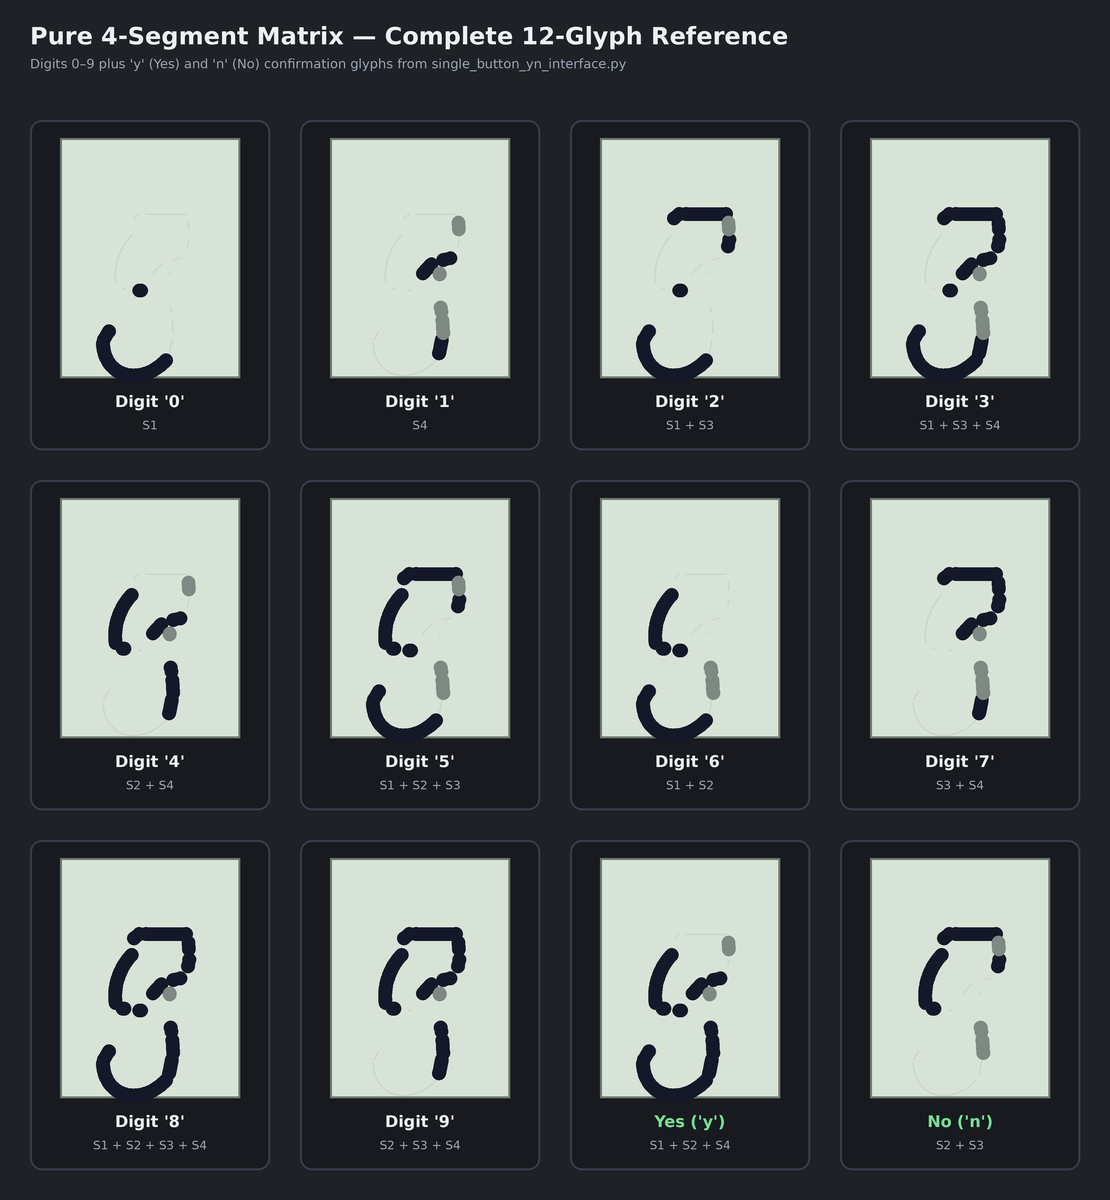 Pure 4-Segment Matrix — Complete 12-Glyph Reference
Digits 0–9 plus 'y' (Yes) and 'n' (No) confirmation glyphs from single_button_yn_interface.py
Digit '0'
S1
Digit '1'
S4
Digit '2'
S1 + S3
Digit '3'
S1 + S3 + S4
Digit '4'
S2 + S4
Digit '5'
S1 + S2 + S3
Digit '6'
S1 + S2
Digit '7'
S3 + S4
Digit '8'
S1 + S2 + S3 + S4
Digit '9'
S2 + S3 + S4
Yes ('y')
S1 + S2 + S4
No ('n')
S2 + S3